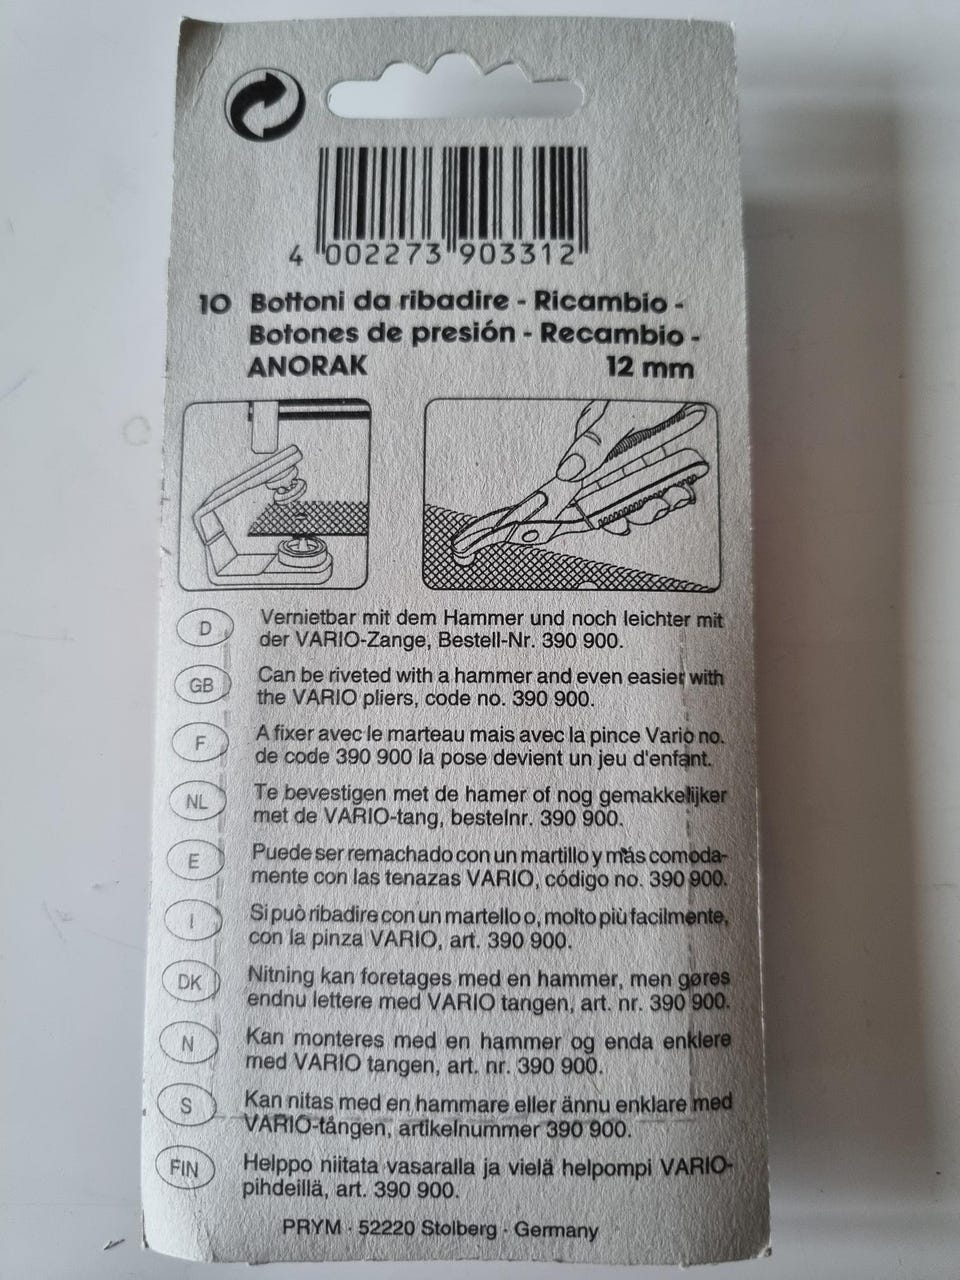 4 002273 903312
10 Bottoni da ribadire - Ricambio -
Botones de presión - Recambio -
ANORAK 12 mm
D Vernietbar mit dem Hammer und noch leichter mit
der VARIO-Zange, Bestell-Nr. 390 900.
GB Can be riveted with a hammer and even easier with
the VARIO pliers, code no. 390 900.
F A fixer avec le marteau mais avec la pince Vario no.
de code 390 900 la pose devient un jeu d'enfant.
NL Te bevestigen met de hamer of nog gemakkelijker
met de VARIO-tang, bestelnr. 390 900.
E Puede ser remachado con un martillo y más comoda-
mente con las tenazas VARIO, código no. 390 900.
I Si può ribadire con un martello o, molto più facilmente,
con la pinza VARIO, art. 390 900.
DK Nitning kan foretages med en hammer, men gøres
endnu lettere med VARIO tangen, art. nr. 390 900.
N Kan monteres med en hammer og enda enklere
med VARIO tangen, art. nr. 390 900.
S Kan nitas med en hammare eller ännu enklare med
VARIO-tången, artikelnummer 390 900.
FIN Helppo niitata vasaralla ja vielä helpompi VARIO-
pihdeillä, art. 390 900.
PRYM · 52220 Stolberg · Germany